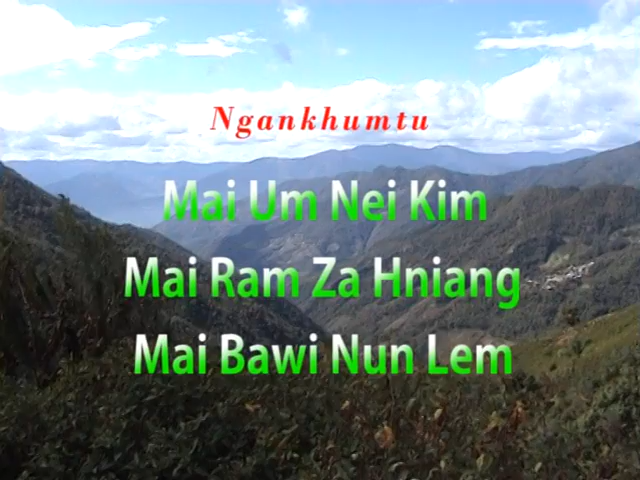 Ngankhumtu
Mai Um Nei Kim
Mai Ram Za Hniang
Mai Bawi Nun Lem